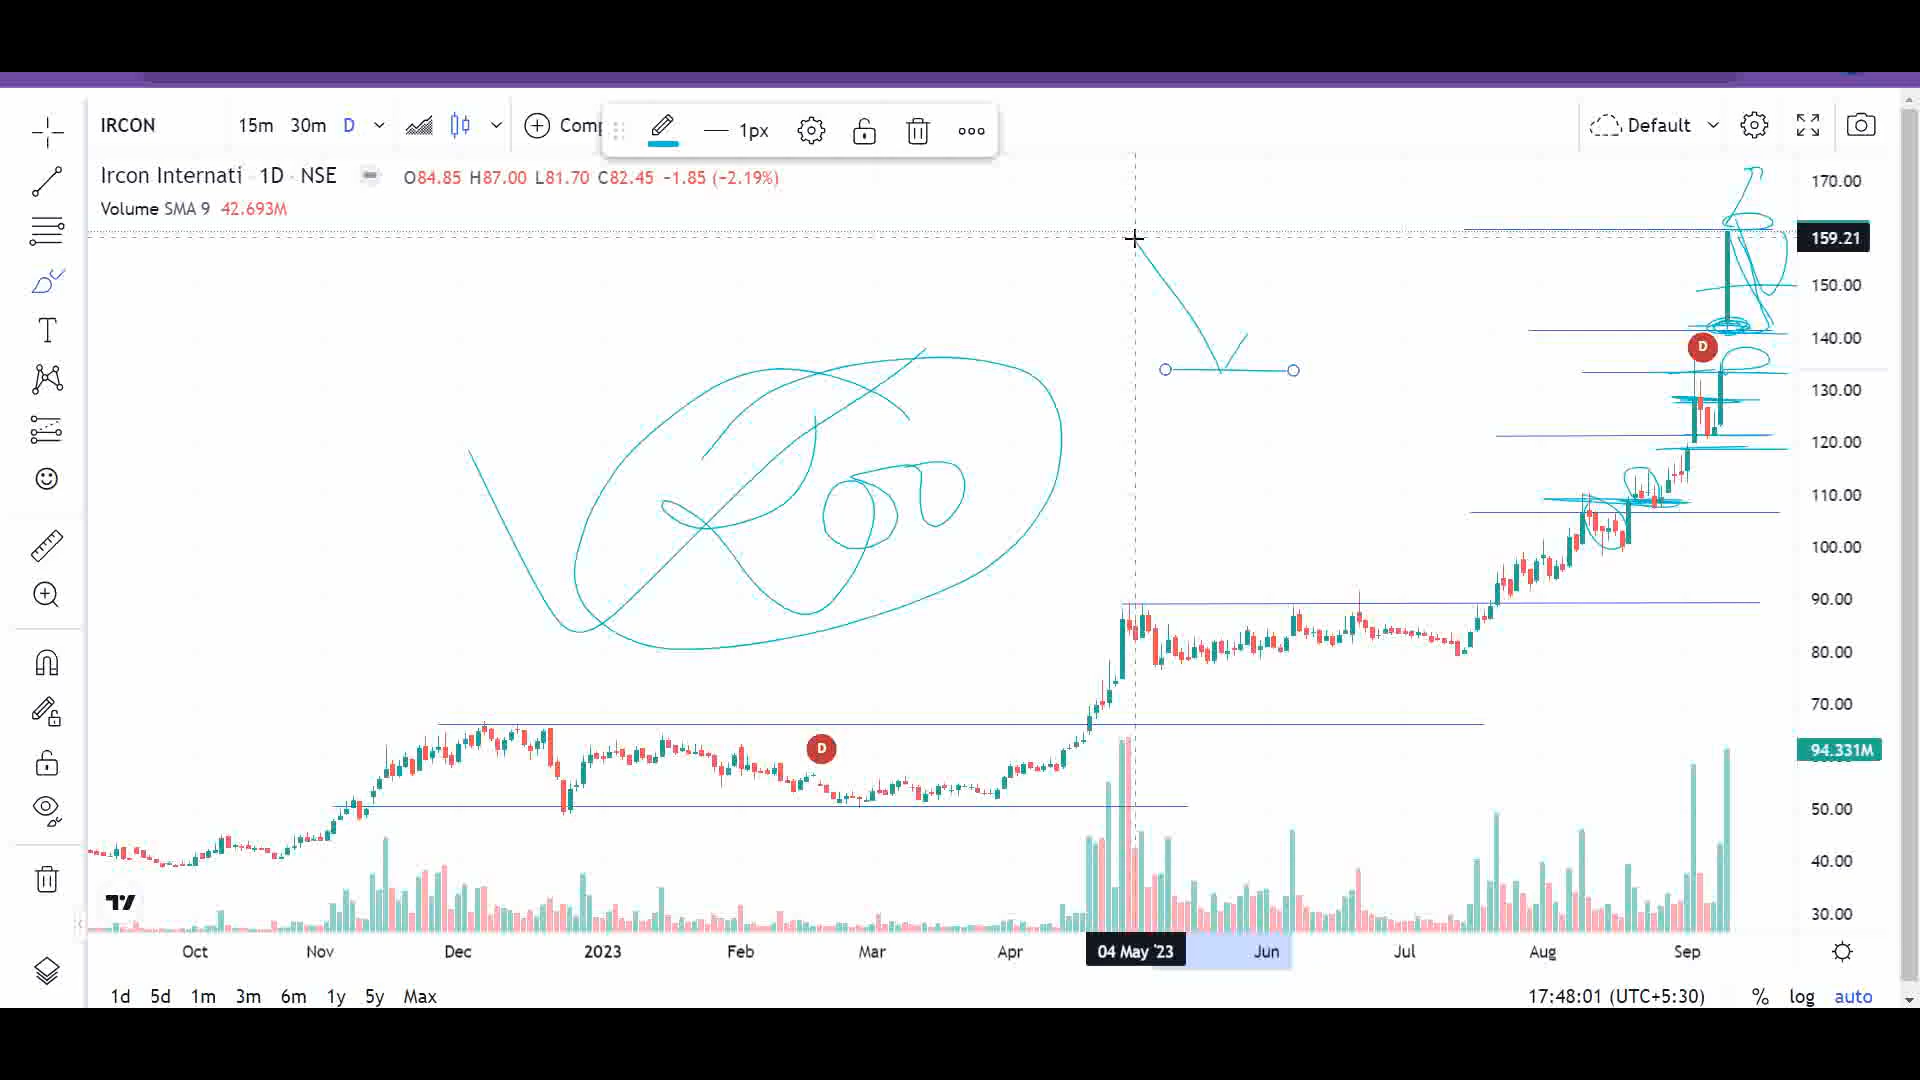 IRCON 15m 30m D Comp 1px Default
Ircon Internati 1D NSE O84.85 H87.00 L81.70 C82.45 −1.85 (−2.19%)
Volume SMA 9 42.693M
170.00
159.21
150.00
140.00
D
130.00
120.00
110.00
100.00
90.00
80.00
70.00
D
94.331M
50.00
40.00
30.00
Oct Nov Dec 2023 Feb Mar Apr 04 May '23 Jun Jul Aug Sep
1d 5d 1m 3m 6m 1y 5y Max 17:48:01 (UTC+5:30) % log auto